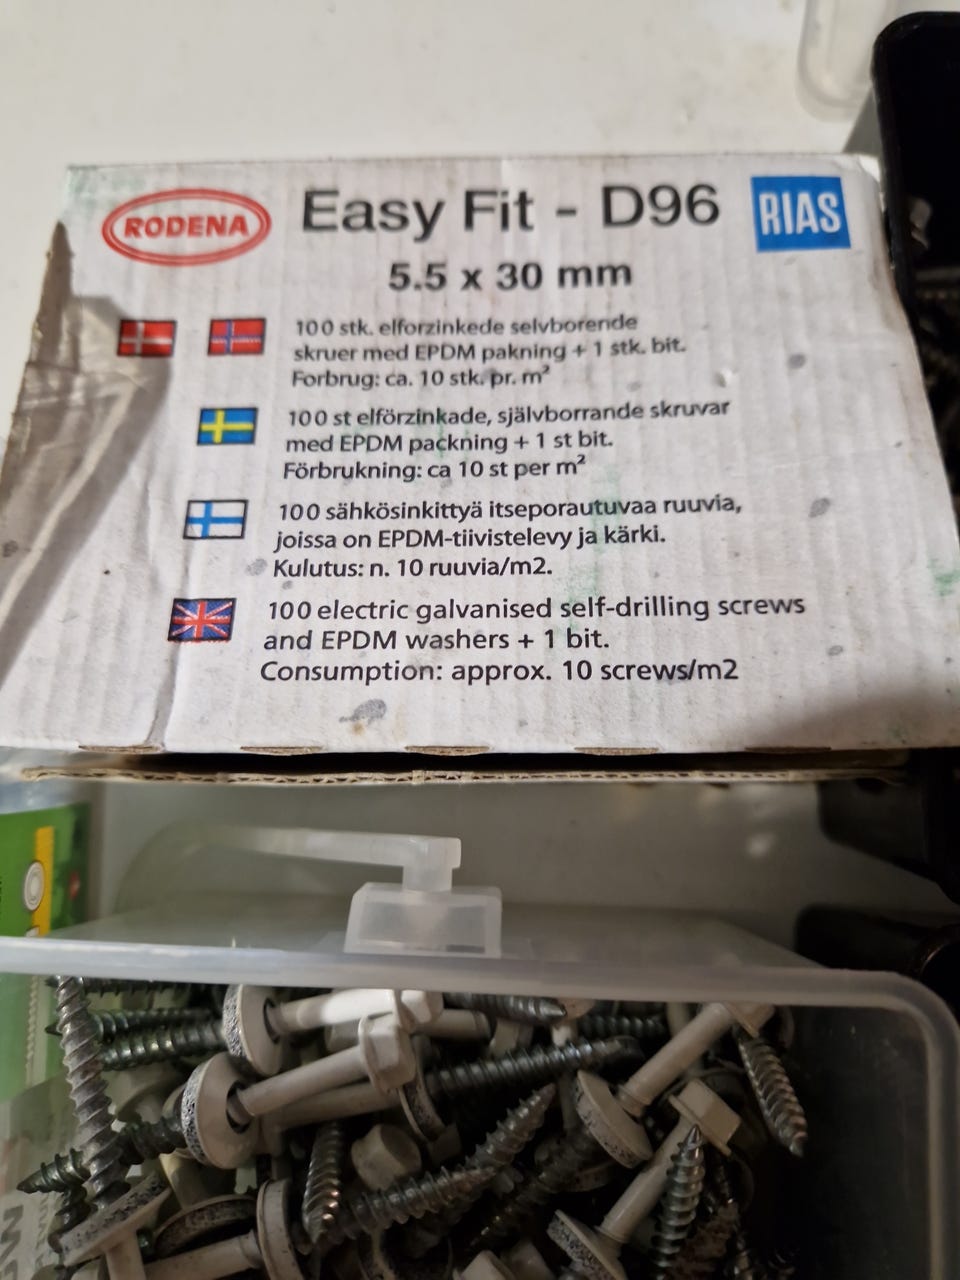 RODENA
Easy Fit - D96
RIAS
5.5 x 30 mm
100 stk. elforzinkede selvborende
skruer med EPDM pakning + 1 stk. bit.
Forbrug: ca. 10 stk. pr. m²
100 st elförzinkade, självborrande skruvar
med EPDM packning + 1 st bit.
Förbrukning: ca 10 st per m²
100 sähkösinkittyä itseporautuvaa ruuvia,
joissa on EPDM-tiivistelevy ja kärki.
Kulutus: n. 10 ruuvia/m2.
100 electric galvanised self-drilling screws
and EPDM washers + 1 bit.
Consumption: approx. 10 screws/m2